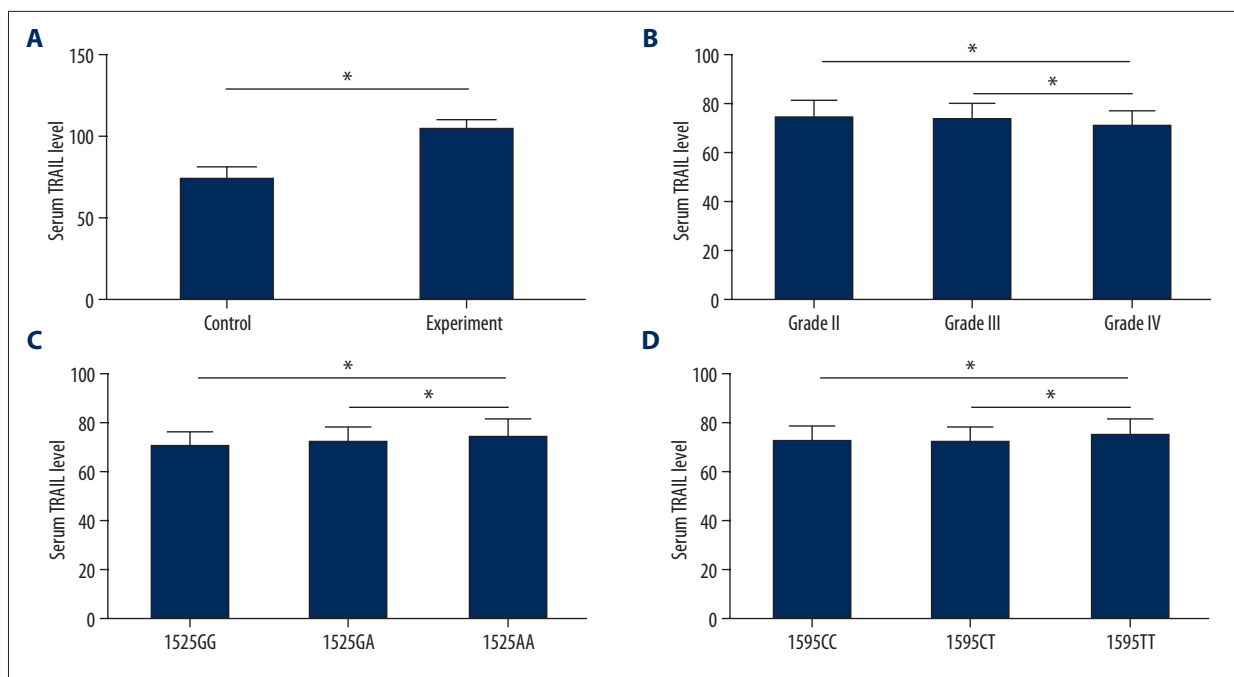 A
Serum TRAIL level
150
100
50
0
*
Control Experiment
B
Serum TRAIL level
100
80
60
40
20
0
*
*
Grade II Grade III Grade IV
C
Serum TRAIL level
100
80
60
40
20
0
*
*
1525GG 1525GA 1525AA
D
Serum TRAIL level
100
80
60
40
20
0
*
*
1595CC 1595CT 1595TT